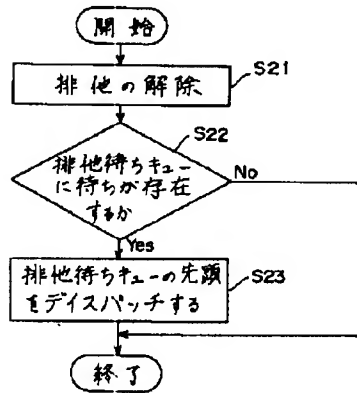 開始
排他の解除
S21
S22
排他待ちキュー
に待ちが存在
するか
No
Yes
排他待ちキューの先頭
をディスパッチする
S23
終了